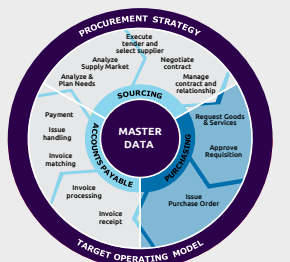 PROCUREMENT STRATEGY
Execute
tender and
select supplier
Analyze
Supply Market
Negotiate
contract
Analyze &
Plan Needs
Manage
contract and
relationship
SOURCING
Payment
Request Goods
& Services
Issue
handling
MASTER
DATA
ACCOUNTS PAYABLE
PURCHASING
Approve
Requisition
Invoice
matching
Invoice
processing
Issue
Purchase Order
Invoice
receipt
TARGET OPERATING MODEL